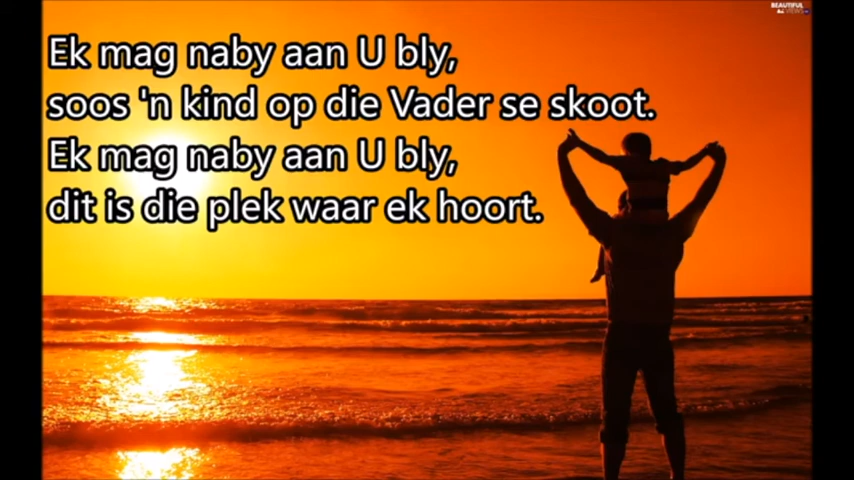 Ek mag naby aan U bly,
soos 'n kind op die Vader se skoot.
Ek mag naby aan U bly,
dit is die plek waar ek hoort.
BEAUTIFUL